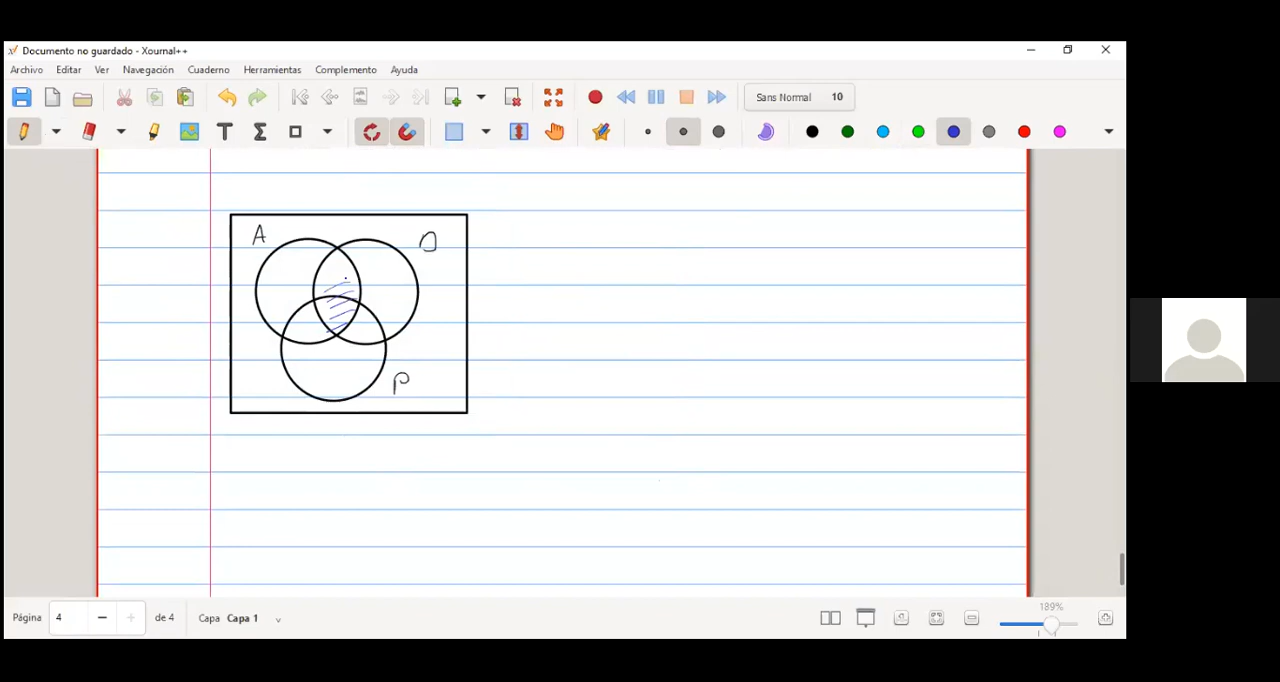 Documento no guardado - Xournal++
Archivo Editar Ver Navegación Cuaderno Herramientas Complemento Ayuda
Sans Normal 10
A
O
P
Página 4 de 4 Capa Capa 1
189%